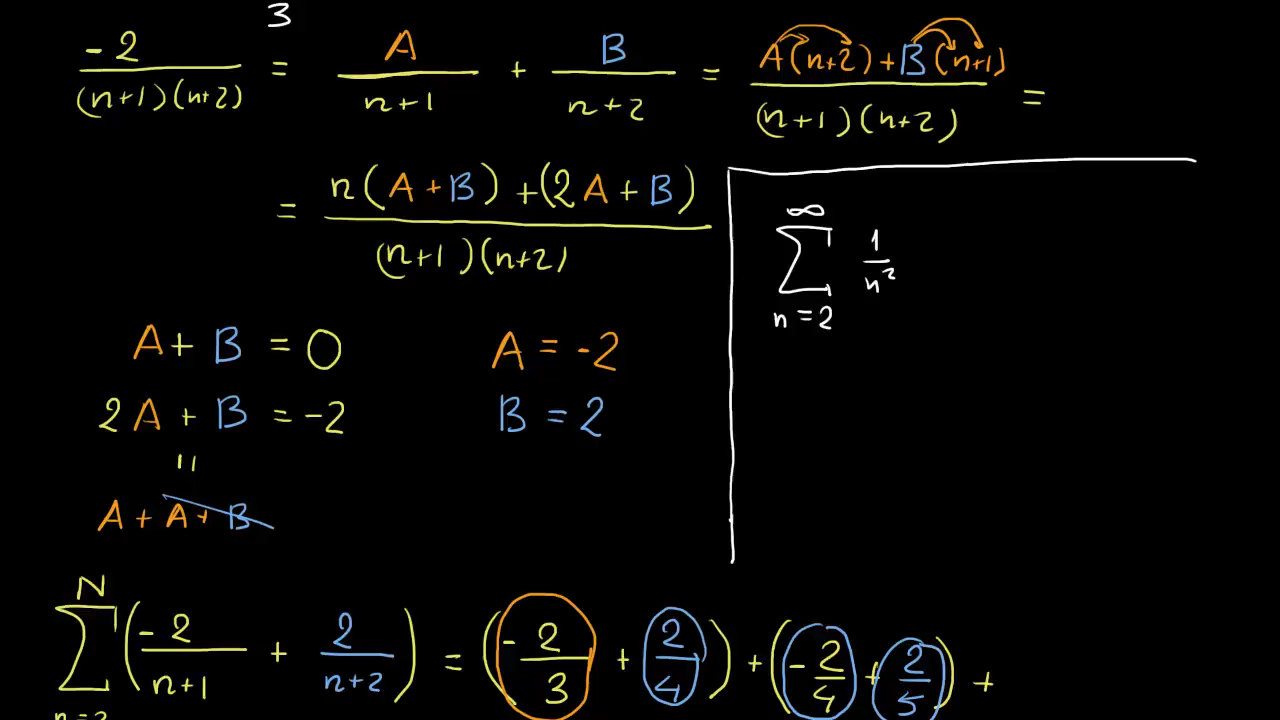 3
-2/((n+1)(n+2)) = A/(n+1) + B/(n+2) = (A(n+2)+B(n+1))/((n+1)(n+2)) =
= (n(A+B)+(2A+B))/((n+1)(n+2))
∞
∑ 1/n²
n=2
A+B=0
2A+B=-2
"
A+A+B
A=-2
B=2
N
∑ (-2/(n+1) + 2/(n+2)) = (-2/3 + 2/4) + (-2/4 + 2/5) +